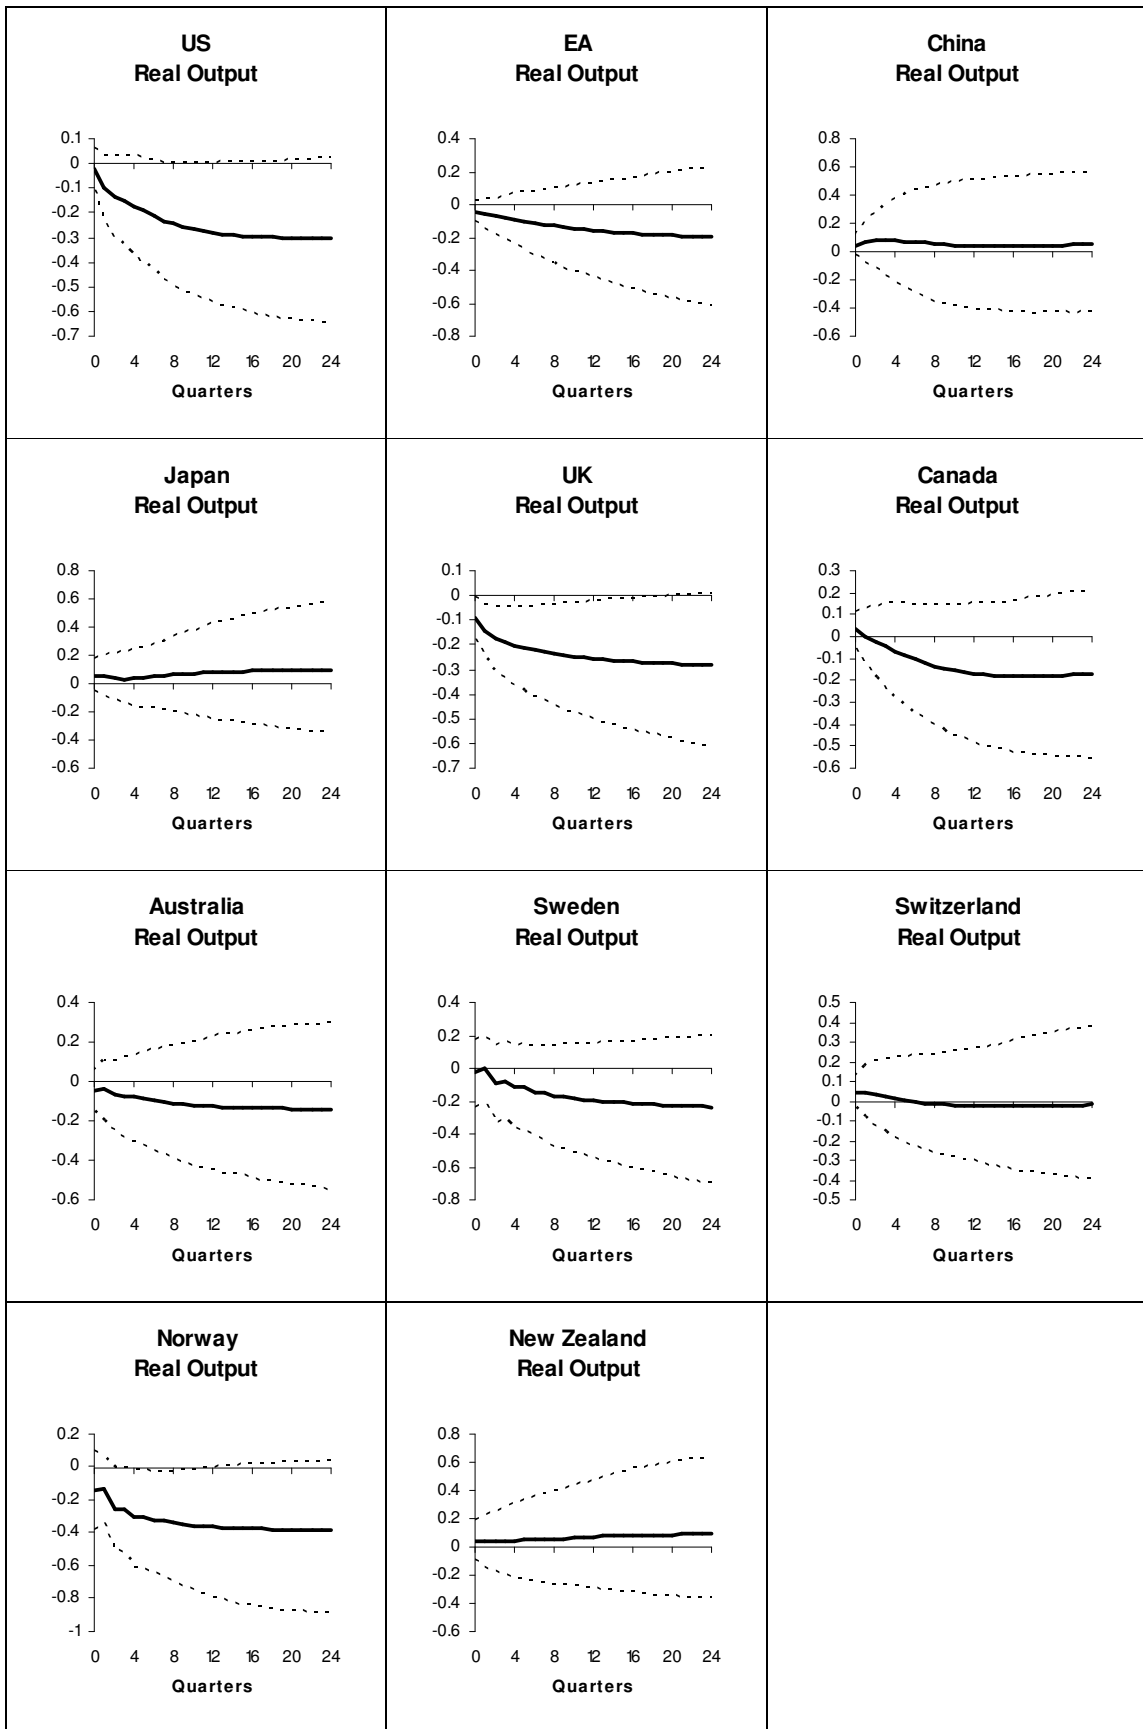 US
Real Output
0.1
0
-0.1
-0.2
-0.3
-0.4
-0.5
-0.6
-0.7
0 4 8 12 16 20 24
Quarters
EA
Real Output
0.4
0.2
0
-0.2
-0.4
-0.6
-0.8
0 4 8 12 16 20 24
Quarters
China
Real Output
0.8
0.6
0.4
0.2
0
-0.2
-0.4
-0.6
0 4 8 12 16 20 24
Quarters
Japan
Real Output
0.8
0.6
0.4
0.2
0
-0.2
-0.4
-0.6
0 4 8 12 16 20 24
Quarters
UK
Real Output
0.1
0
-0.1
-0.2
-0.3
-0.4
-0.5
-0.6
-0.7
0 4 8 12 16 20 24
Quarters
Canada
Real Output
0.3
0.2
0.1
0
-0.1
-0.2
-0.3
-0.4
-0.5
-0.6
0 4 8 12 16 20 24
Quarters
Australia
Real Output
0.4
0.2
0
-0.2
-0.4
-0.6
0 4 8 12 16 20 24
Quarters
Sweden
Real Output
0.4
0.2
0
-0.2
-0.4
-0.6
-0.8
0 4 8 12 16 20 24
Quarters
Switzerland
Real Output
0.5
0.4
0.3
0.2
0.1
0
-0.1
-0.2
-0.3
-0.4
-0.5
0 4 8 12 16 20 24
Quarters
Norway
Real Output
0.2
0
-0.2
-0.4
-0.6
-0.8
-1
0 4 8 12 16 20 24
Quarters
New Zealand
Real Output
0.8
0.6
0.4
0.2
0
-0.2
-0.4
-0.6
0 4 8 12 16 20 24
Quarters